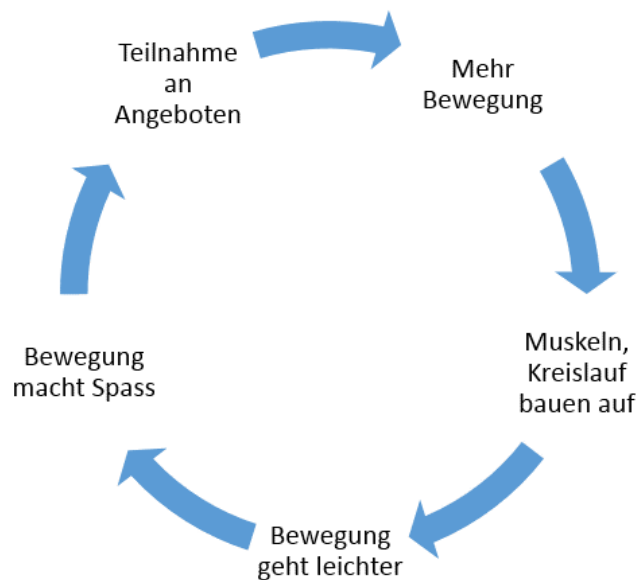 Teilnahme
an
Angeboten
Mehr
Bewegung
Muskeln,
Kreislauf
bauen auf
Bewegung
geht leichter
Bewegung
macht Spass